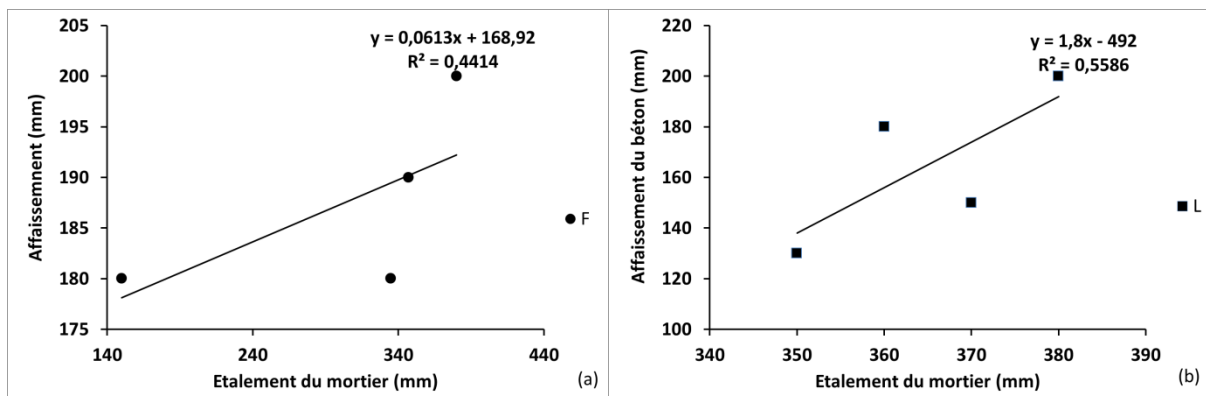 y = 0,0613x + 168,92
R² = 0,4414
Affaissemnent (mm)
205
200
195
190
185
180
175
F
140
240
340
440
Etalement du mortier (mm)
(a)
y = 1,8x - 492
R² = 0,5586
Affaissement du béton (mm)
220
200
180
160
140
120
100
L
340
350
360
370
380
390
Etalement du mortier (mm)
(b)